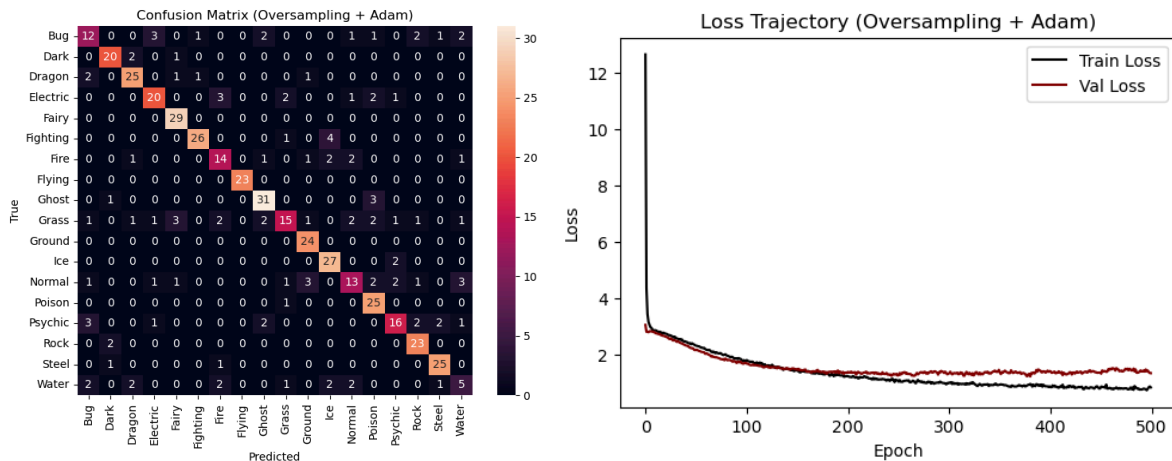 Confusion Matrix (Oversampling + Adam)
True
Bug 12 0 0 3 0 1 0 0 2 0 0 0 1 1 0 2 1 2
Dark 0 20 2 0 1 0 0 0 0 0 0 0 0 0 0 0 0 0
Dragon 2 0 25 0 1 1 0 0 0 0 1 0 0 0 0 0 0 0
Electric 0 0 0 20 0 0 3 0 0 2 0 0 1 2 1 0 0 0
Fairy 0 0 0 0 29 0 0 0 0 0 0 0 0 0 0 0 0 0
Fighting 0 0 0 0 0 26 0 0 0 1 0 4 0 0 0 0 0 0
Fire 0 0 1 0 0 0 14 0 1 0 1 2 2 0 0 0 0 1
Flying 0 0 0 0 0 0 0 23 0 0 0 0 0 0 0 0 0 0
Ghost 0 1 0 0 0 0 0 0 31 0 0 0 0 3 0 0 0 0
Grass 1 0 1 1 3 0 2 0 2 15 1 0 2 2 1 1 0 1
Ground 0 0 0 0 0 0 0 0 0 0 24 0 0 0 0 0 0 0
Ice 0 0 0 0 0 0 0 0 0 0 0 27 0 0 2 0 0 0
Normal 1 0 0 1 1 0 0 0 0 1 3 0 13 2 2 1 0 3
Poison 0 0 0 0 0 0 0 0 0 1 0 0 0 25 0 0 0 0
Psychic 3 0 0 1 0 0 0 0 2 0 0 0 0 0 16 2 2 1
Rock 0 2 0 0 0 0 0 0 0 0 0 0 0 0 0 23 0 0
Steel 0 1 0 0 0 0 1 0 0 0 0 0 0 0 0 0 25 0
Water 2 0 2 0 0 0 2 0 0 1 0 2 2 0 0 0 1 5
Bug Dark Dragon Electric Fairy Fighting Fire Flying Ghost Grass Ground Ice Normal Poison Psychic Rock Steel Water
Predicted
30
25
20
15
10
5
0
Loss Trajectory (Oversampling + Adam)
Train Loss
Val Loss
Loss
12
10
8
6
4
2
0 100 200 300 400 500
Epoch